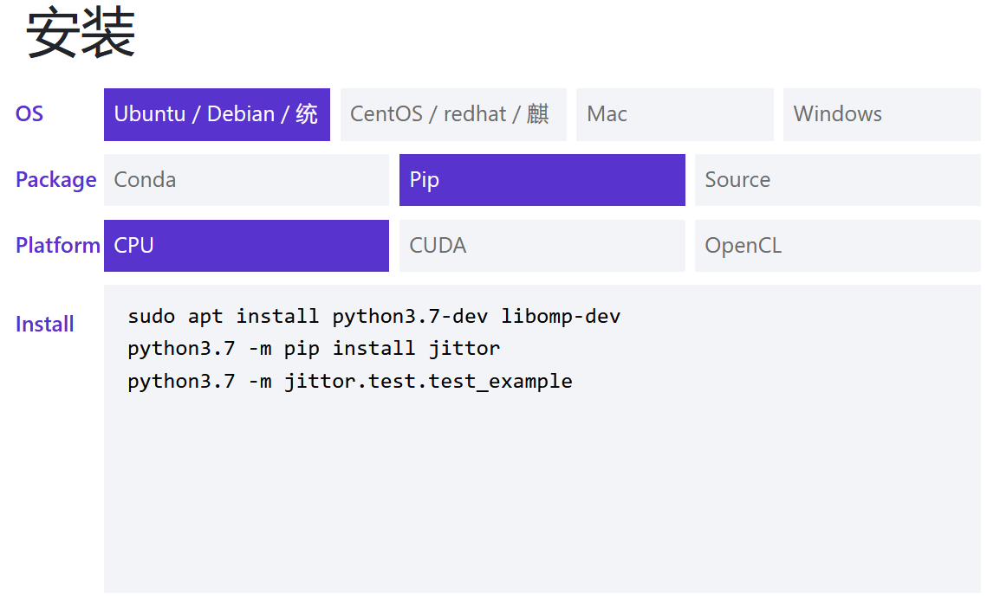 安装
OS Ubuntu / Debian / 统 CentOS / redhat / 麒 Mac Windows
Package Conda Pip Source
Platform CPU CUDA OpenCL
Install
sudo apt install python3.7-dev libomp-dev
python3.7 -m pip install jittor
python3.7 -m jittor.test.test_example